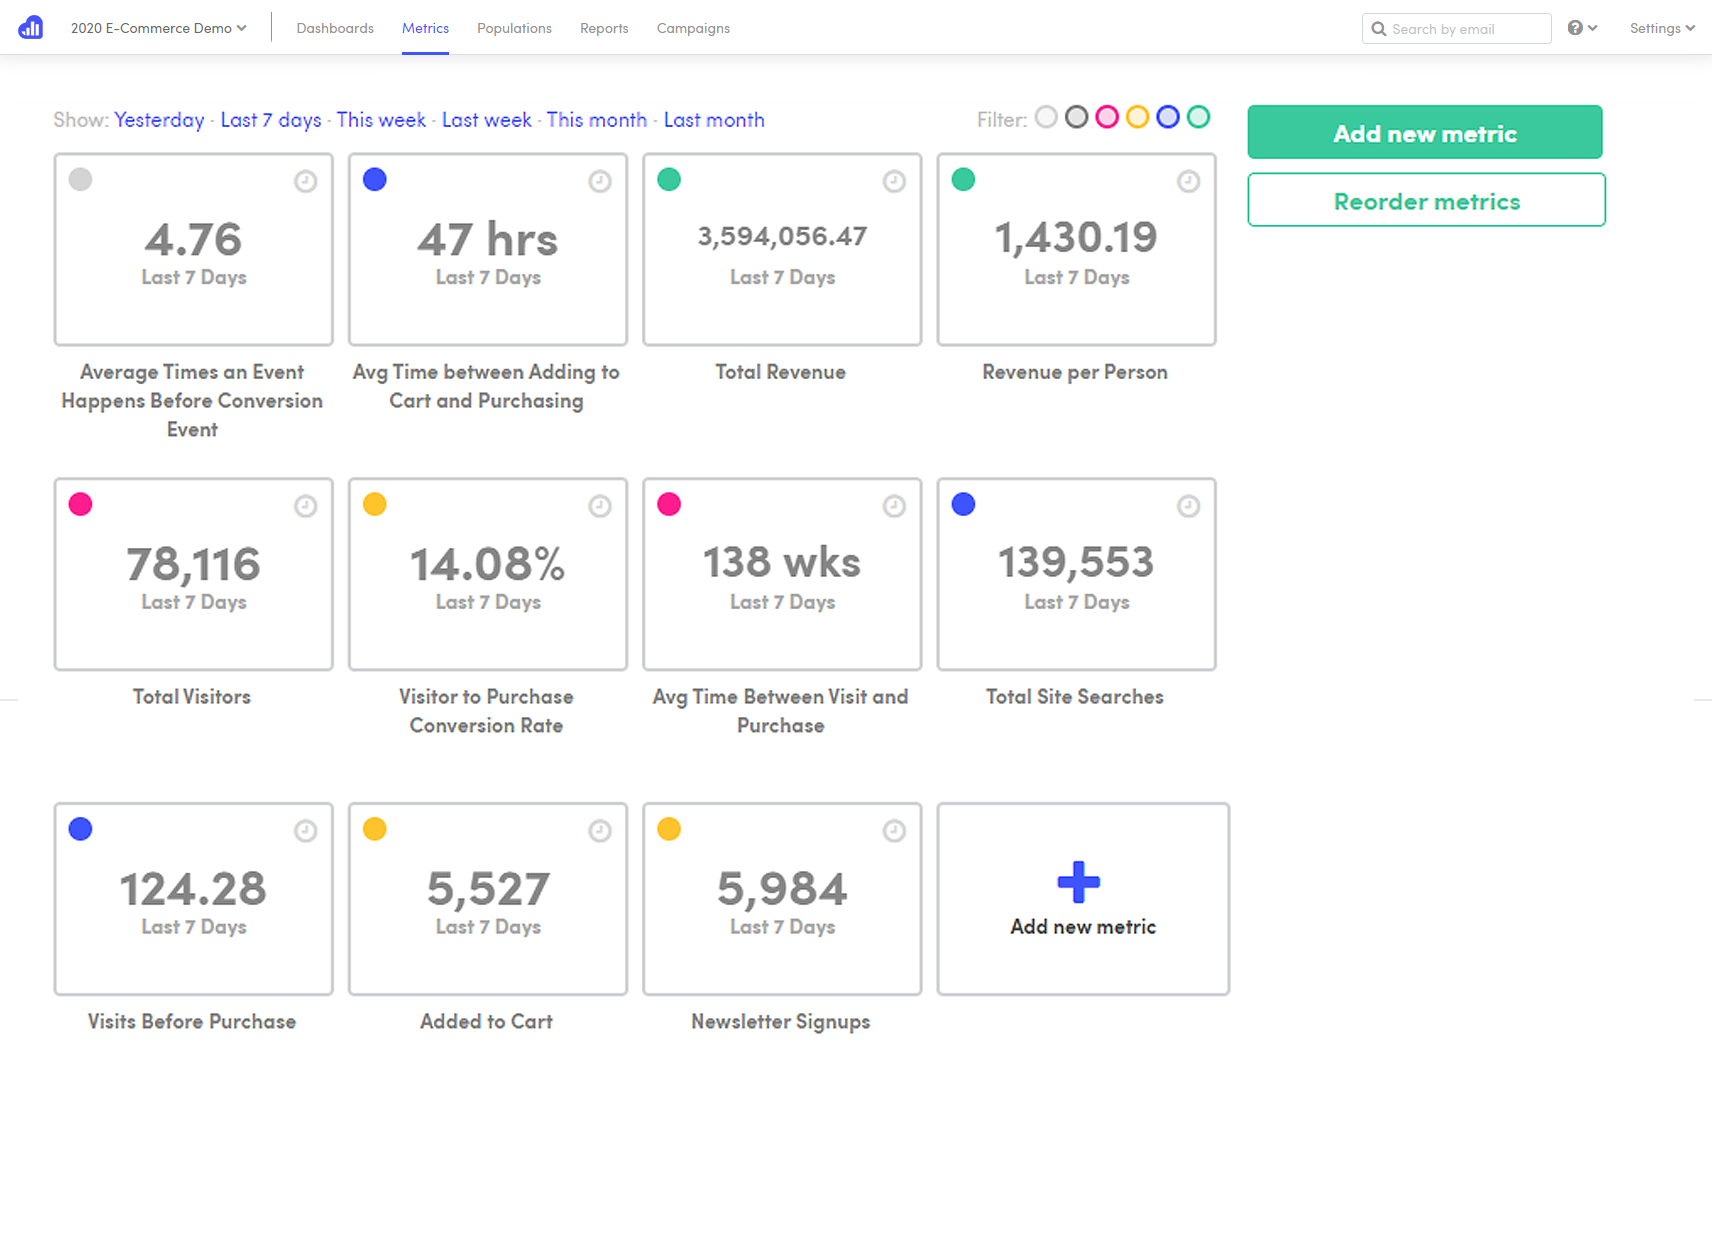 2020 E-Commerce Demo
Dashboards
Metrics
Populations
Reports
Campaigns
Search by email
Settings
Show: Yesterday · Last 7 days · This week · Last week · This month · Last month
Filter:
Add new metric
Reorder metrics
4.76
Last 7 Days
Average Times an Event
Happens Before Conversion
Event
47 hrs
Last 7 Days
Avg Time between Adding to
Cart and Purchasing
3,594,056.47
Last 7 Days
Total Revenue
1,430.19
Last 7 Days
Revenue per Person
78,116
Last 7 Days
Total Visitors
14.08%
Last 7 Days
Visitor to Purchase
Conversion Rate
138 wks
Last 7 Days
Avg Time Between Visit and
Purchase
139,553
Last 7 Days
Total Site Searches
124.28
Last 7 Days
Visits Before Purchase
5,527
Last 7 Days
Added to Cart
5,984
Last 7 Days
Newsletter Signups
Add new metric